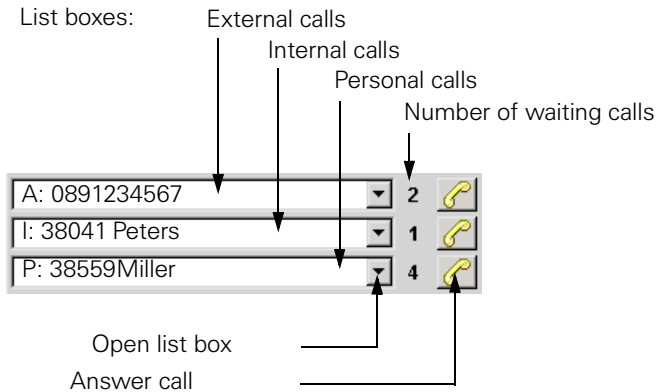 List boxes:
External calls
Internal calls
Personal calls
Number of waiting calls
A: 0891234567 2
I: 38041 Peters 1
P: 38559Miller 4
Open list box
Answer call